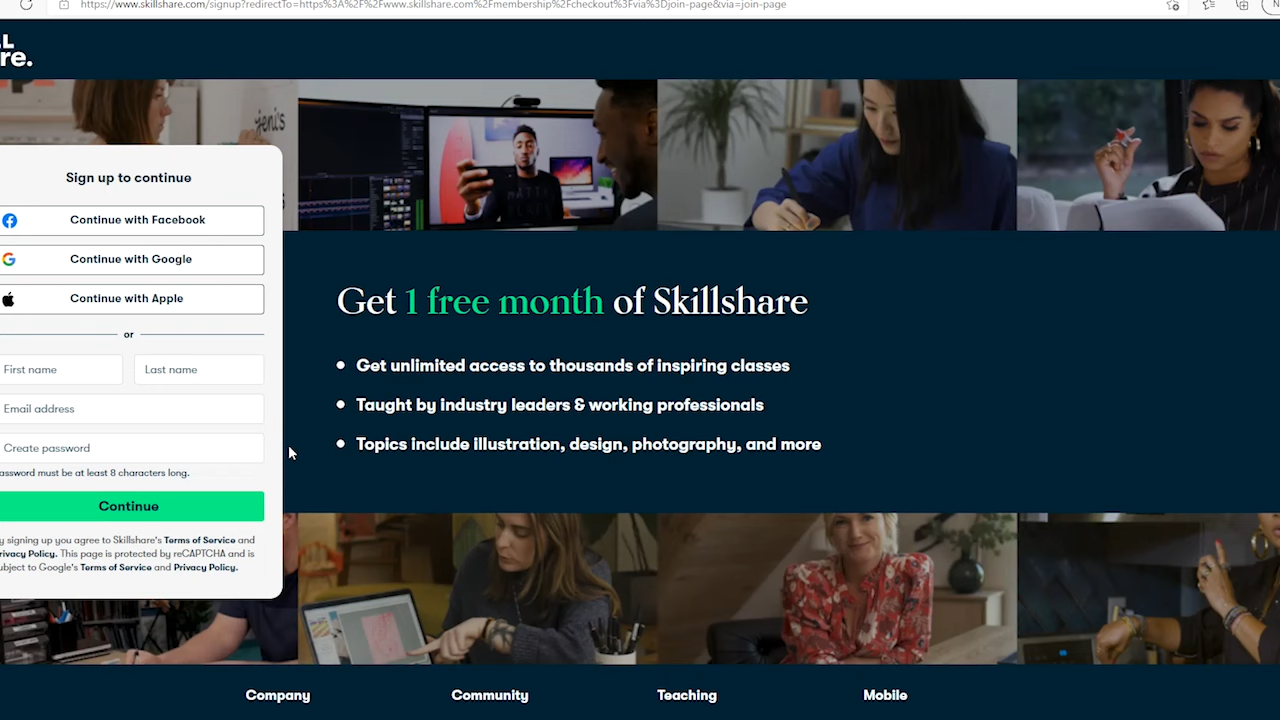 https://www.skillshare.com/signup?redirectTo=https%3A%2F%2Fwww.skillshare.com%2Fmembership%2Fcheckout%3Fvia%3Djoin-page&via=join-page
LL
re.
jeni's
MATTE
BLACK
Sign up to continue
Continue with Facebook
Continue with Google
Continue with Apple
or
First name
Last name
Email address
Create password
assword must be at least 8 characters long.
Continue
y signing up you agree to Skillshare's Terms of Service and
rivacy Policy. This page is protected by reCAPTCHA and is
ubject to Google's Terms of Service and Privacy Policy.
Get 1 free month of Skillshare
Get unlimited access to thousands of inspiring classes
Taught by industry leaders & working professionals
Topics include illustration, design, photography, and more
Company
Community
Teaching
Mobile